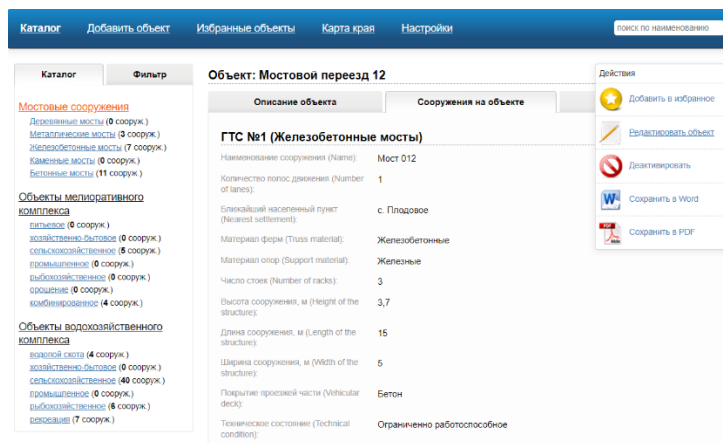 Каталог Добавить объект Избранные объекты Карта края Настройки поиск по наименованию
Каталог Фильтр
Мостовые сооружения
Деревянные мосты (0 сооруж.)
Металлические мосты (3 сооруж.)
Железобетонные мосты (7 сооруж.)
Каменные мосты (0 сооруж.)
Бетонные мосты (11 сооруж.)
Объекты мелиоративного
комплекса
питьевое (0 сооруж.)
хозяйственно-бытовое (0 сооруж.)
сельскохозяйственное (5 сооруж.)
промышленное (0 сооруж.)
рыбохозяйственное (0 сооруж.)
орошение (0 сооруж.)
комбинированное (4 сооруж.)
Объекты водохозяйственного
комплекса
водопой скота (4 сооруж.)
хозяйственно-бытовое (0 сооруж.)
сельскохозяйственное (40 сооруж.)
промышленное (0 сооруж.)
рыбохозяйственное (6 сооруж.)
рекреация (7 сооруж.)
Объект: Мостовой переезд 12
Описание объекта Сооружения на объекте
ГТС №1 (Железобетонные мосты)
Наименование сооружения (Name): Мост 012
Количество полос движения (Number 1
of lanes):
Ближайший населенный пункт с. Плодовое
(Nearest settlement):
Материал ферм (Truss material): Железобетонные
Материал опор (Support material): Железные
Число стоек (Number of racks): 3
Высота сооружения, м (Height of the 3,7
structure):
Длина сооружения, м (Length of the 15
structure):
Ширина сооружения, м (Width of the 5
structure):
Покрытие проезжей части (Vehicular Бетон
deck):
Техническое состояние (Technical Ограниченно работоспособное
condition):
Действия
Добавить в избранное
Редактировать объект
Деактивировать
Сохранить в Word
Сохранить в PDF